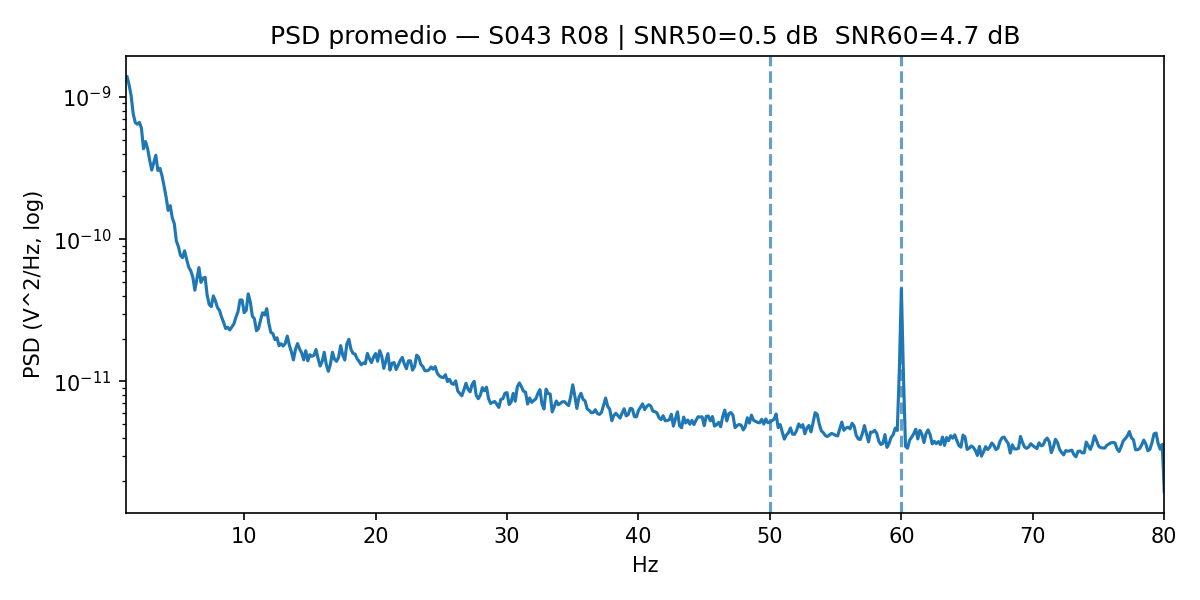 PSD promedio — S043 R08 | SNR50=0.5 dB  SNR60=4.7 dB
PSD (V^2/Hz, log)
10⁻⁹
10⁻¹⁰
10⁻¹¹
10 20 30 40 50 60 70 80
Hz